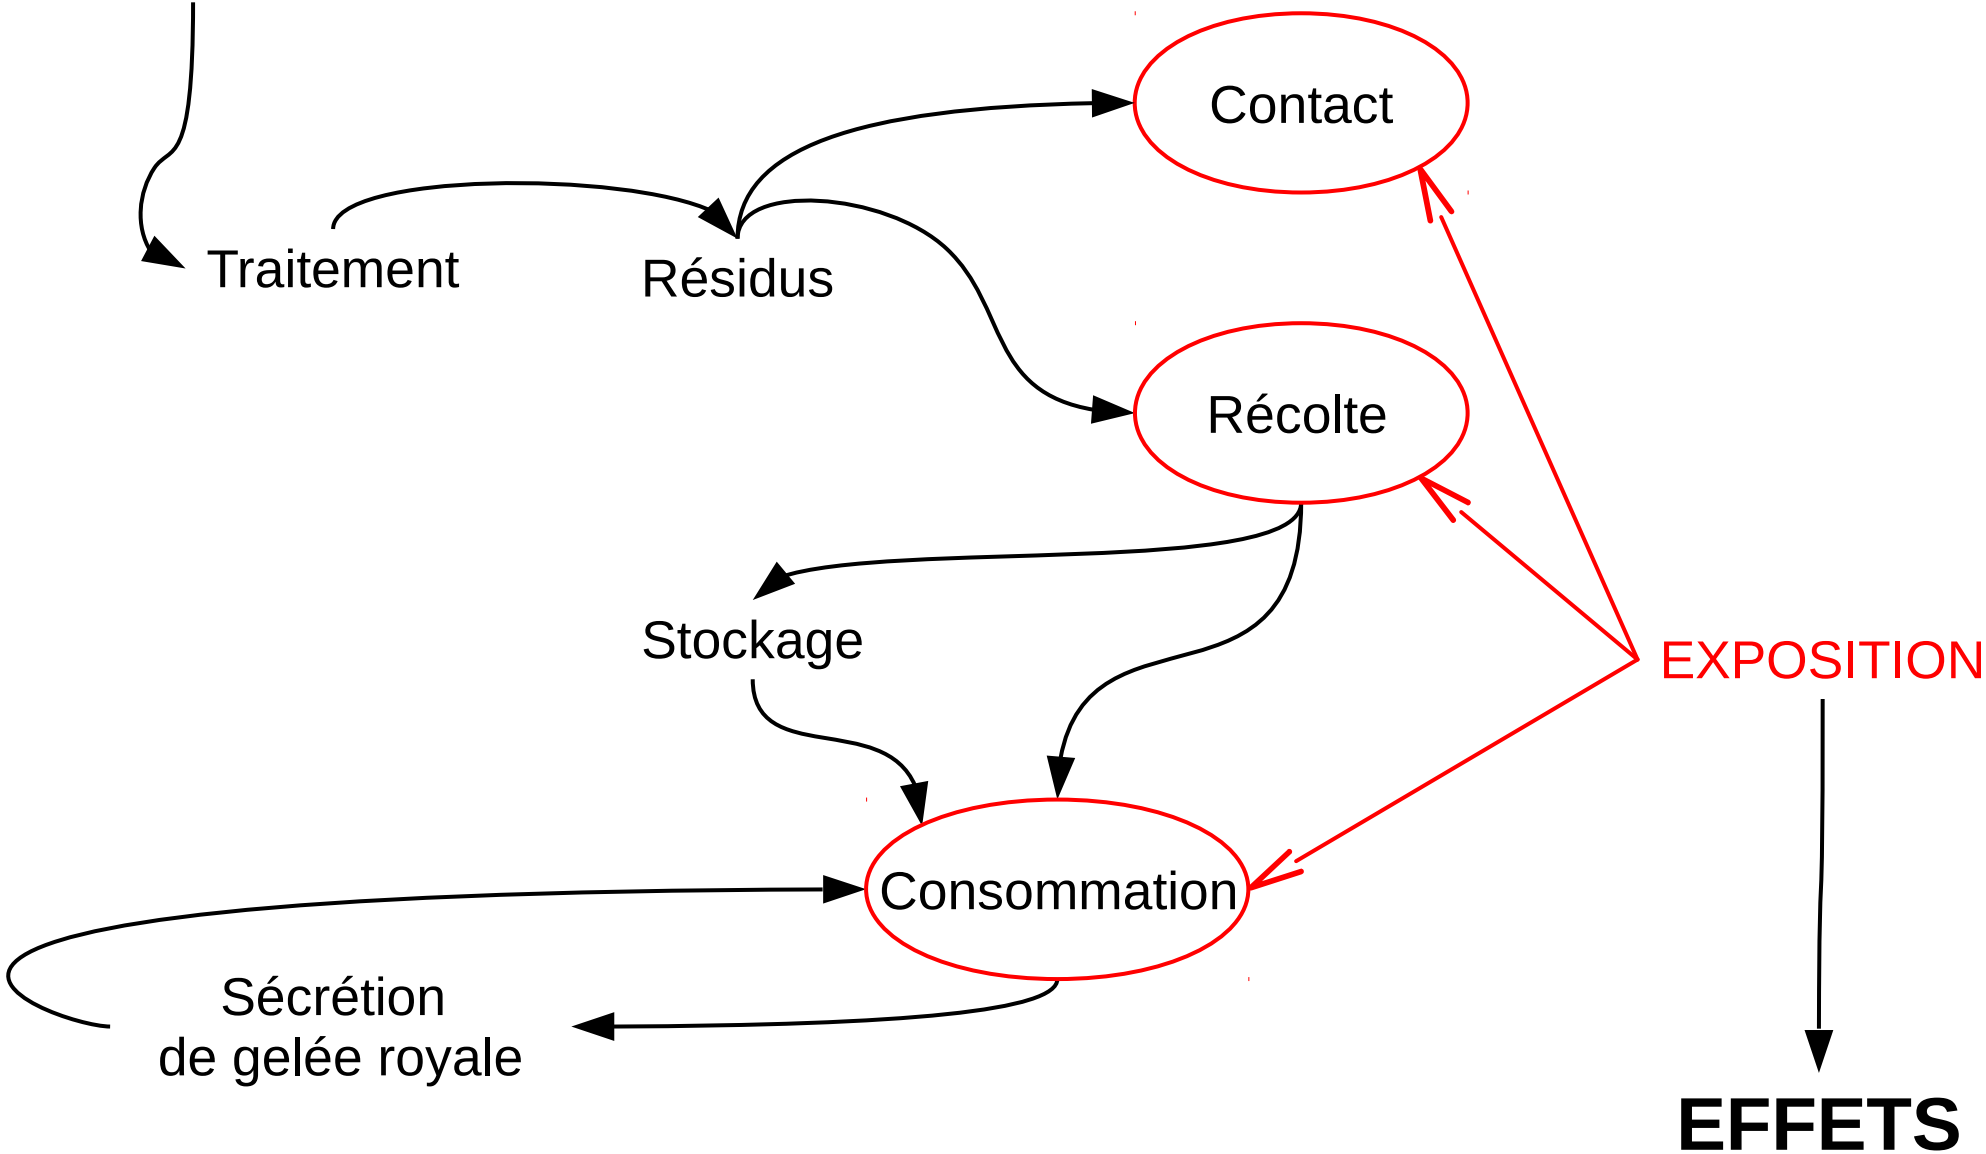 Contact
Traitement
Résidus
Récolte
Stockage
EXPOSITION
Consommation
Sécrétion
de gelée royale
EFFETS